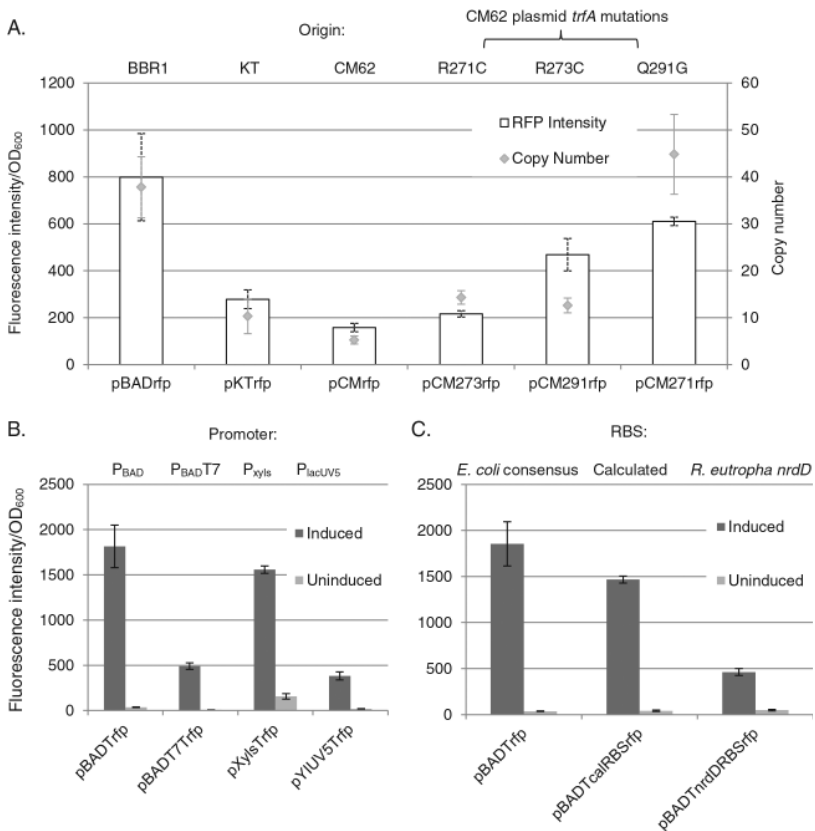 A.
Origin:
CM62 plasmid trfA mutations
BBR1 KT CM62 R271C R273C Q291G
1200
1000
800
600
400
200
0
Fluorescence intensity/OD600
60
50
40
30
20
10
0
Copy number
RFP Intensity
Copy Number
pBADrfp pKTrfp pCMrfp pCM273rfp pCM291rfp pCM271rfp
B.
Promoter:
PBAD PBADT7 Pxyls PlacUV5
2500
2000
1500
1000
500
0
Fluorescence intensity/OD600
Induced
Uninduced
pBADTrfp
pBADT7Trfp
pXylsTrfp
pYIUV5Trfp
C.
RBS:
E. coli consensus Calculated R. eutropha nrdD
2500
2000
1500
1000
500
0
Induced
Uninduced
pBADTrfp
pBADTcalRBSrfp
pBADTnrdDRBSrfp